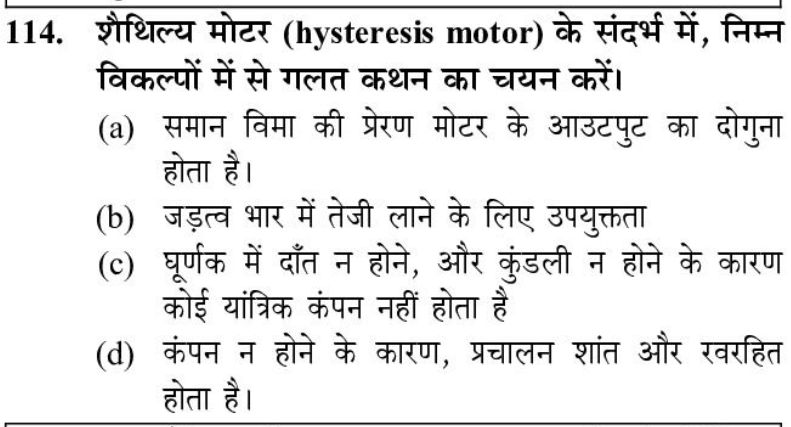 114. शैथिल्य मोटर (hysteresis motor) के संदर्भ में, निम्न
विकल्पों में से गलत कथन का चयन करें।
(a) समान विमा की प्रेरण मोटर के आउटपुट का दोगुना
होता है।
(b) जड़त्व भार में तेजी लाने के लिए उपयुक्तता
(c) घूर्णक में दाँत न होने, और कुंडली न होने के कारण
कोई यांत्रिक कंपन नहीं होता है
(d) कंपन न होने के कारण, प्रचालन शांत और रवरहित
होता है।